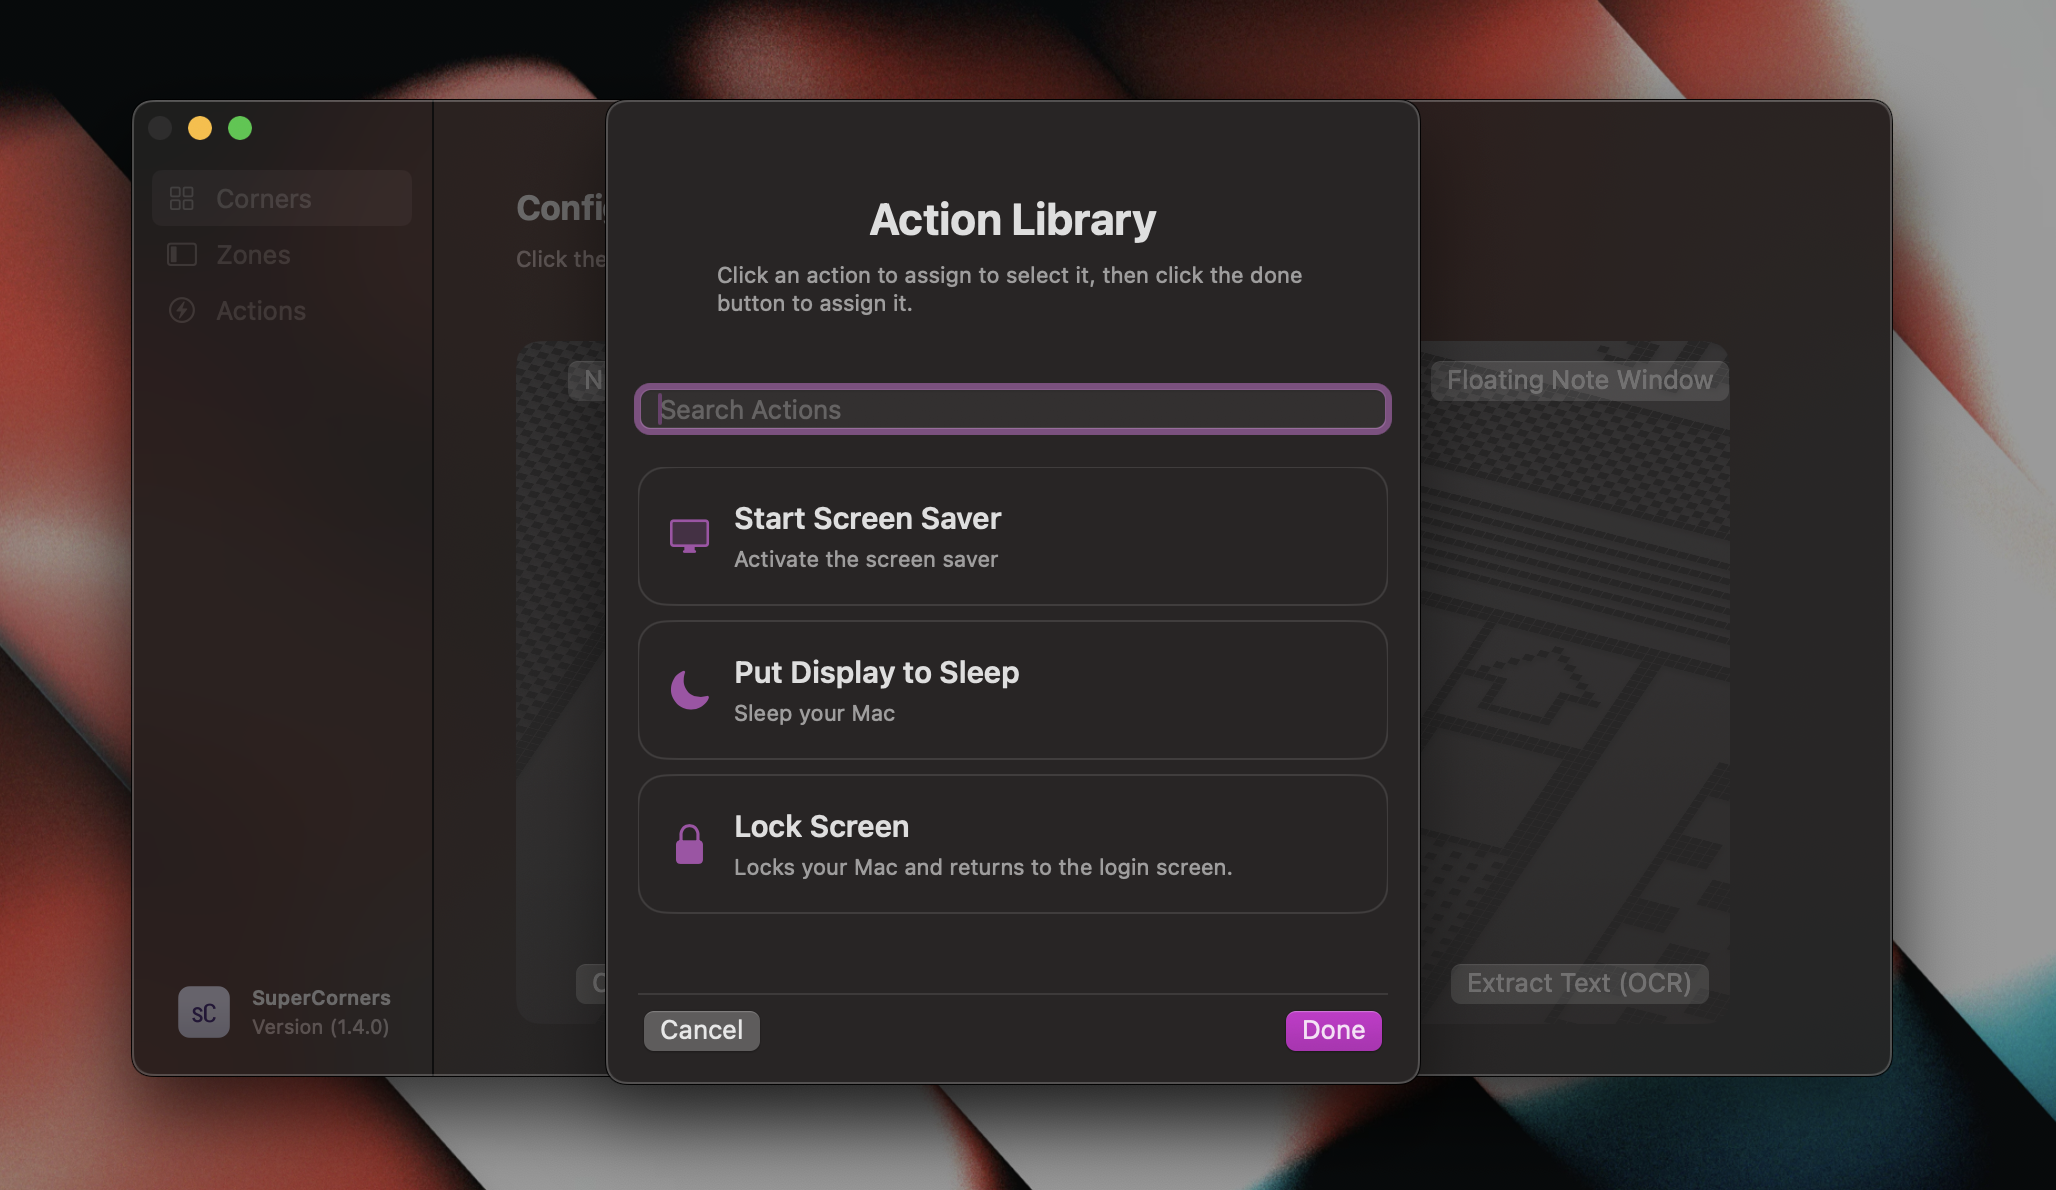 Corners
Zones
Actions
Click the
Action Library
Click an action to assign to select it, then click the done
button to assign it.
Search Actions
Floating Note Window
Start Screen Saver
Activate the screen saver
Put Display to Sleep
Sleep your Mac
Lock Screen
Locks your Mac and returns to the login screen.
Extract Text (OCR)
sC
SuperCorners
Version (1.4.0)
Cancel
Done